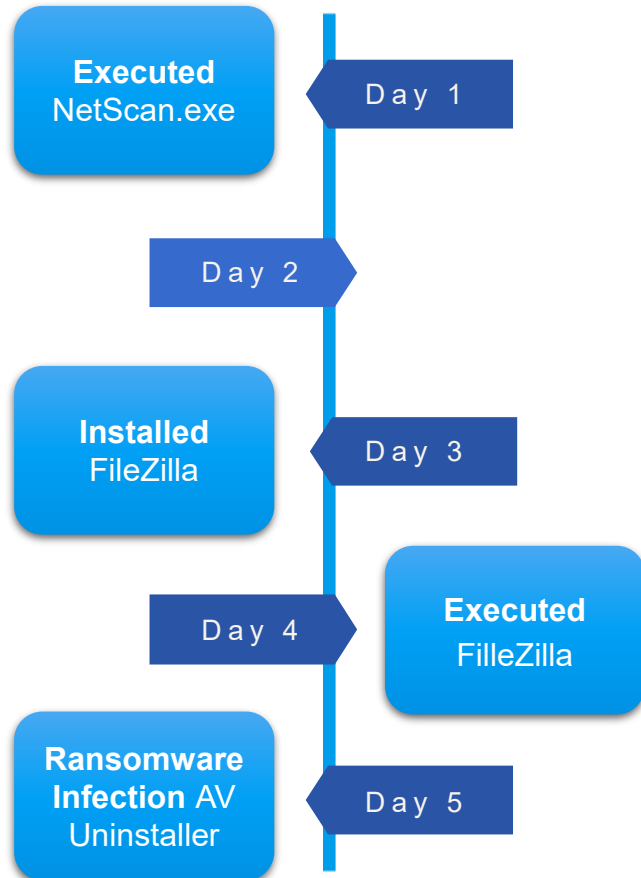 Executed
NetScan.exe
Day 1
Day 2
Installed
FileZilla
Day 3
Day 4
Executed
FilleZilla
Ransomware
Infection AV
Uninstaller
Day 5